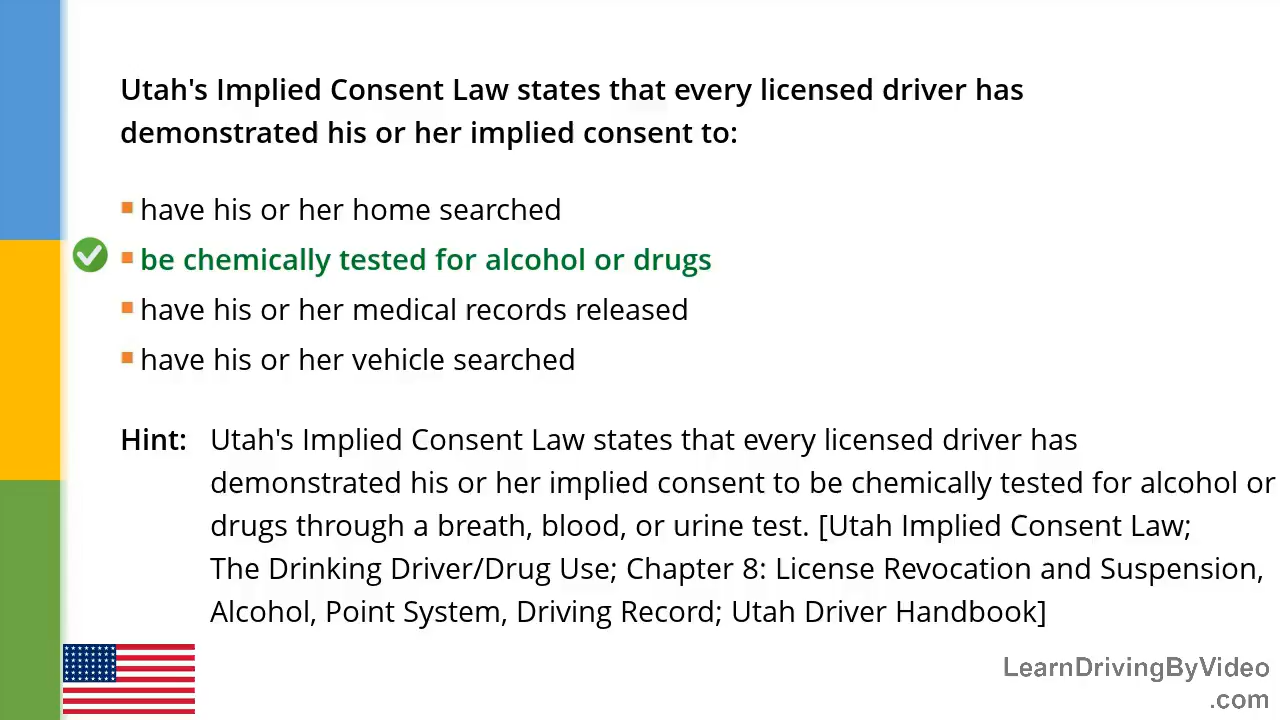 Utah's Implied Consent Law states that every licensed driver has
demonstrated his or her implied consent to:
have his or her home searched
be chemically tested for alcohol or drugs
have his or her medical records released
have his or her vehicle searched
Hint: Utah's Implied Consent Law states that every licensed driver has
demonstrated his or her implied consent to be chemically tested for alcohol or
drugs through a breath, blood, or urine test. [Utah Implied Consent Law;
The Drinking Driver/Drug Use; Chapter 8: License Revocation and Suspension,
Alcohol, Point System, Driving Record; Utah Driver Handbook]
LearnDrivingByVideo
.com